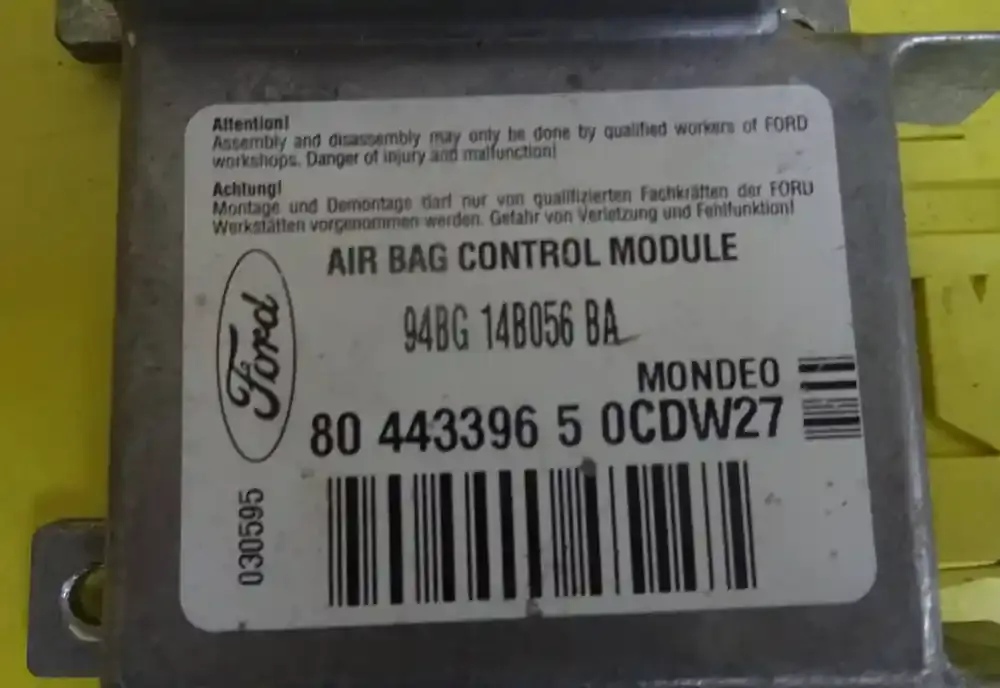 Attention!
Assembly and disassembly may only be done by qualified workers of FORD
workshops. Danger of injury and malfunction!
Achtung!
Montage und Demontage darf nur von qualifizierten Fachkräften der FORD
Werkstätten vorgenommen werden. Gefahr von Verletzung und Fehlfunktion!
AIR BAG CONTROL MODULE
94BG 14B056 BA
Ford
MONDEO
80 443396 5 0CDW27
030595